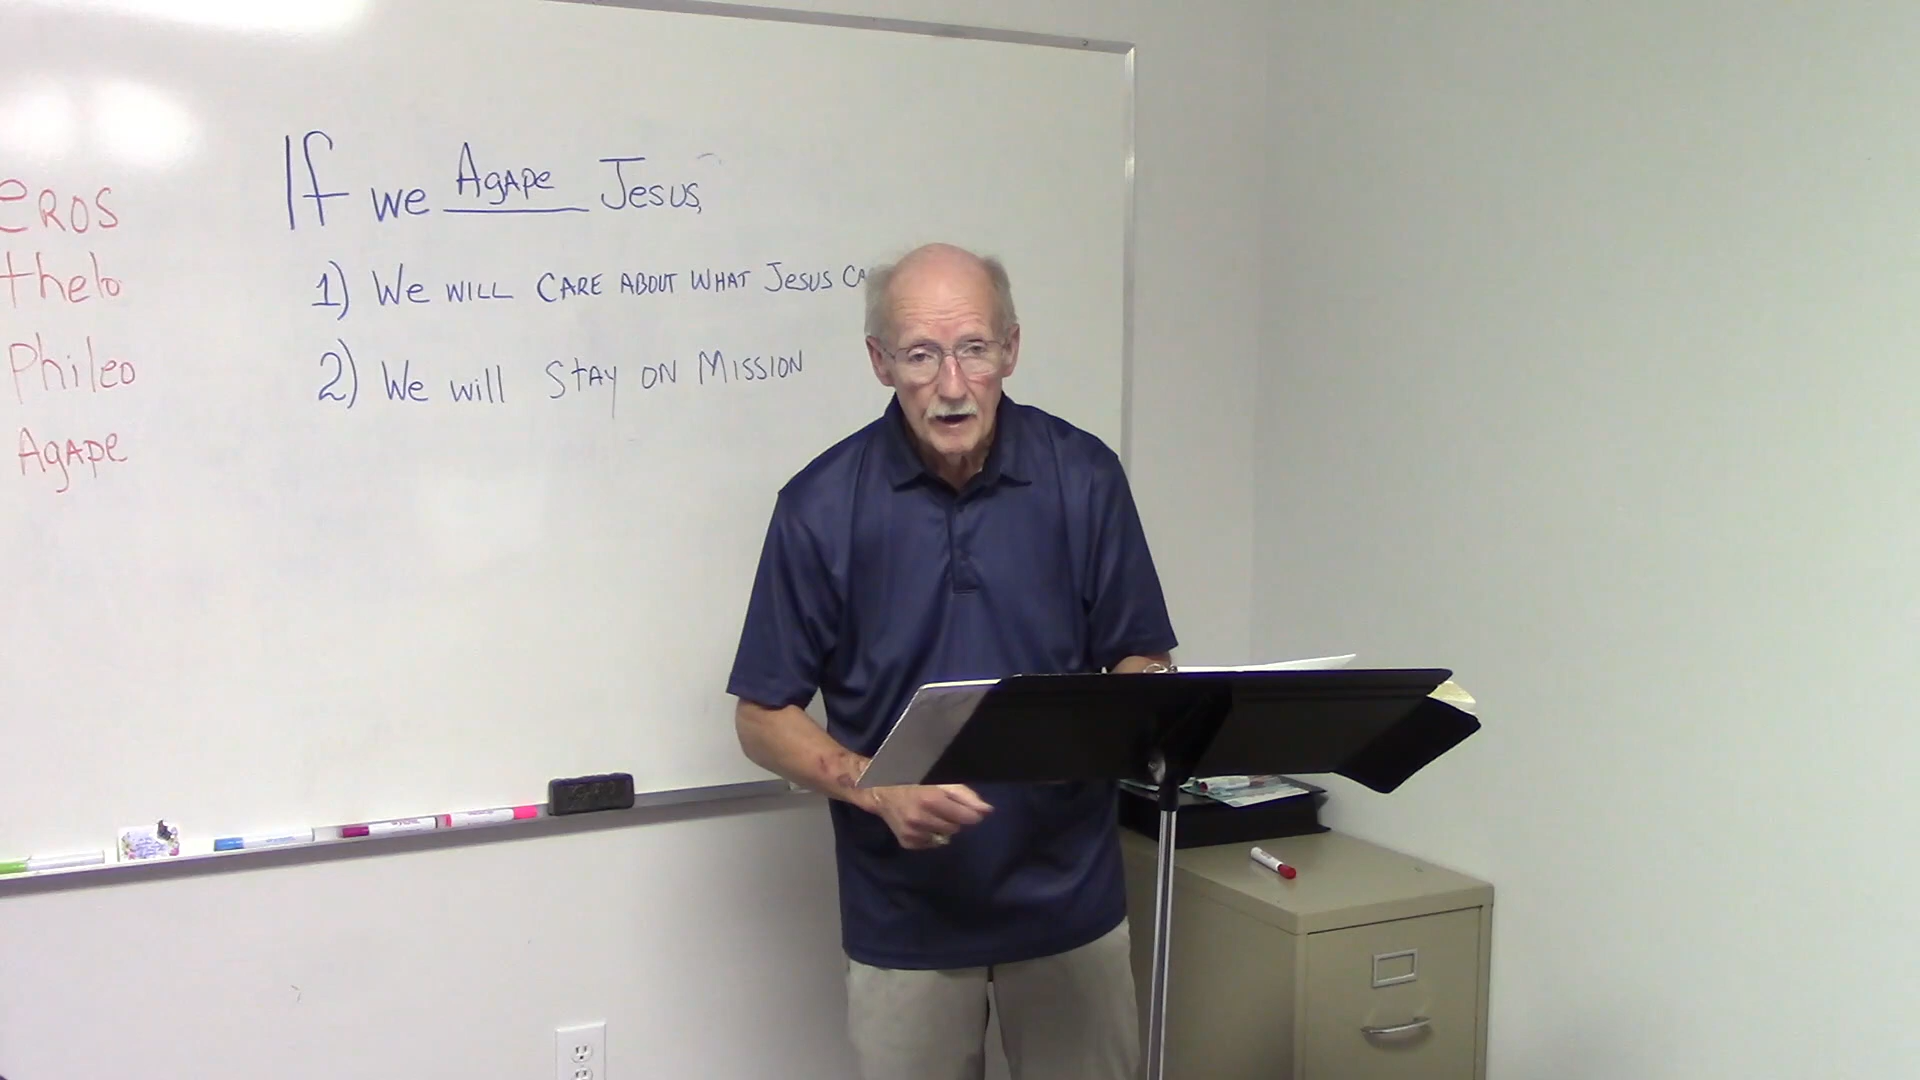 eros
thelo
Phileo
Agape
If we Agape Jesus,
1) We will care about what Jesus ca
2) We will Stay on Mission